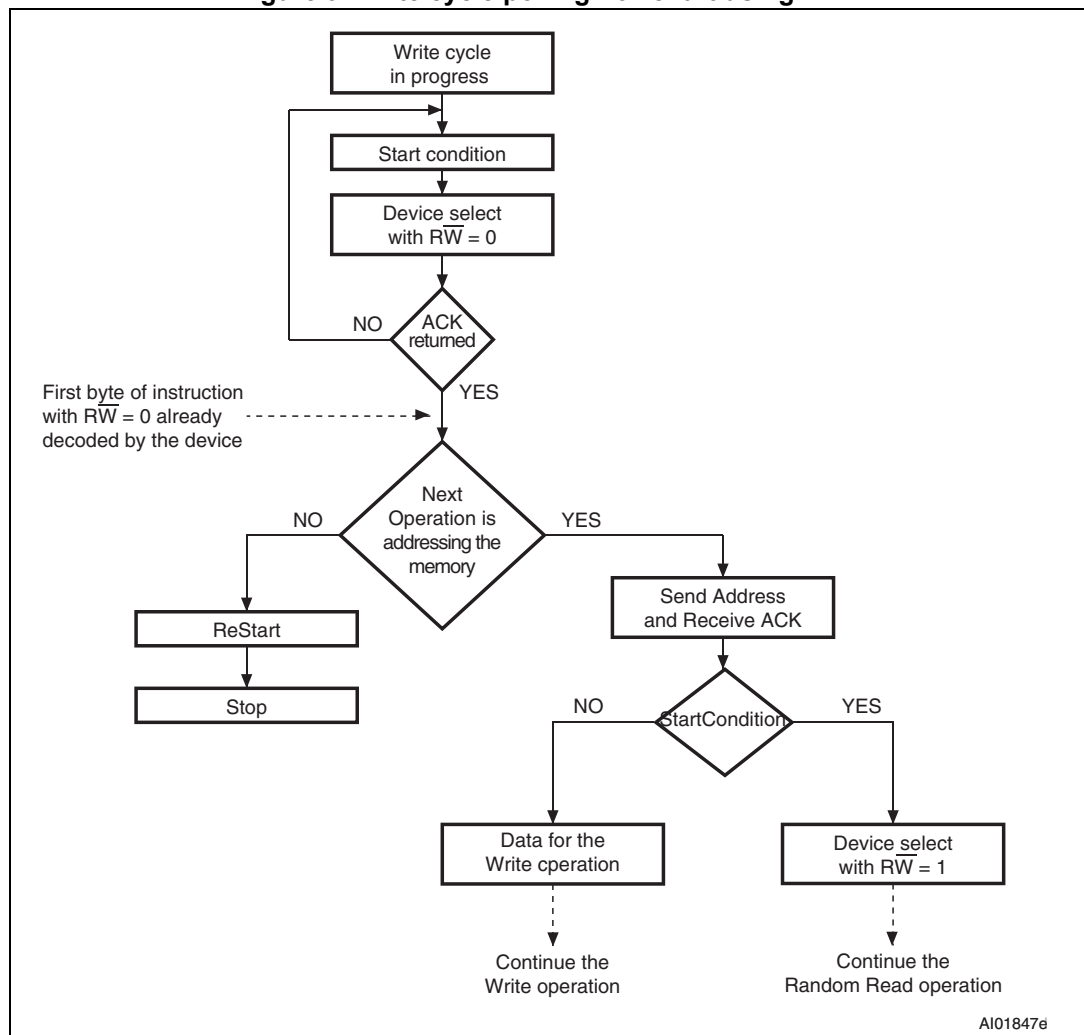 Write cycle
in progress
Start condition
Device select
with RW̅ = 0
NO
ACK
returned
YES
First byte of instruction
with RW̅ = 0 already
decoded by the device
NO
Next
Operation is
addressing the
memory
YES
Send Address
and Receive ACK
ReStart
Stop
NO
StartCondition
YES
Data for the
Write cperation
Device select
with RW̅ = 1
Continue the
Write operation
Continue the
Random Read operation
AI01847e